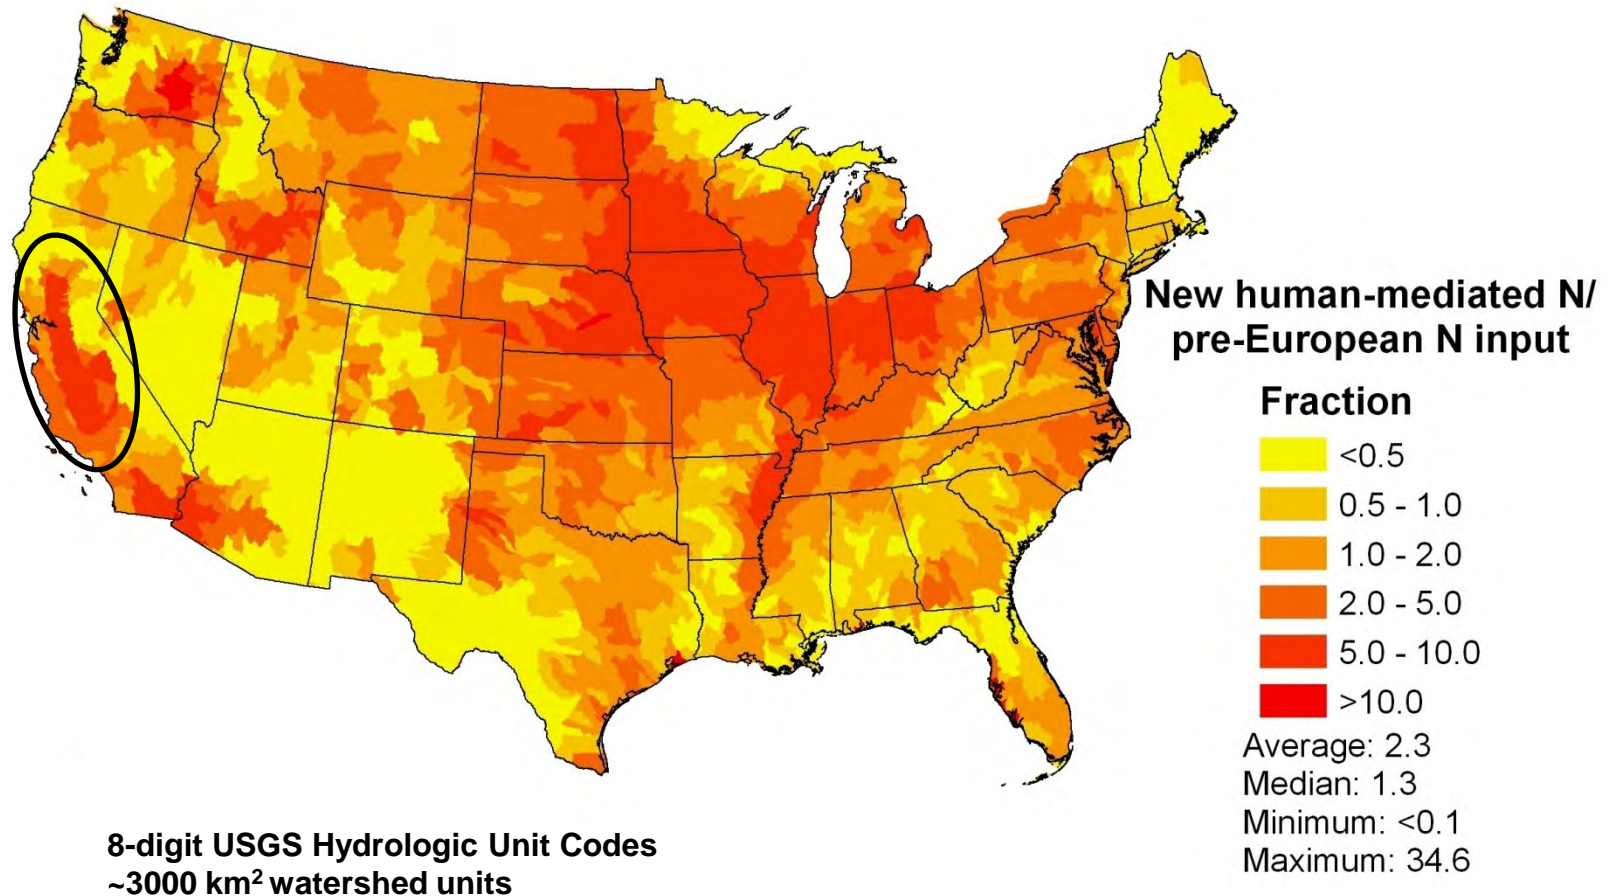 New human-mediated N/
pre-European N input
Fraction
<0.5
0.5 - 1.0
1.0 - 2.0
2.0 - 5.0
5.0 - 10.0
>10.0
Average: 2.3
Median: 1.3
Minimum: <0.1
Maximum: 34.6
8-digit USGS Hydrologic Unit Codes
~3000 km² watershed units